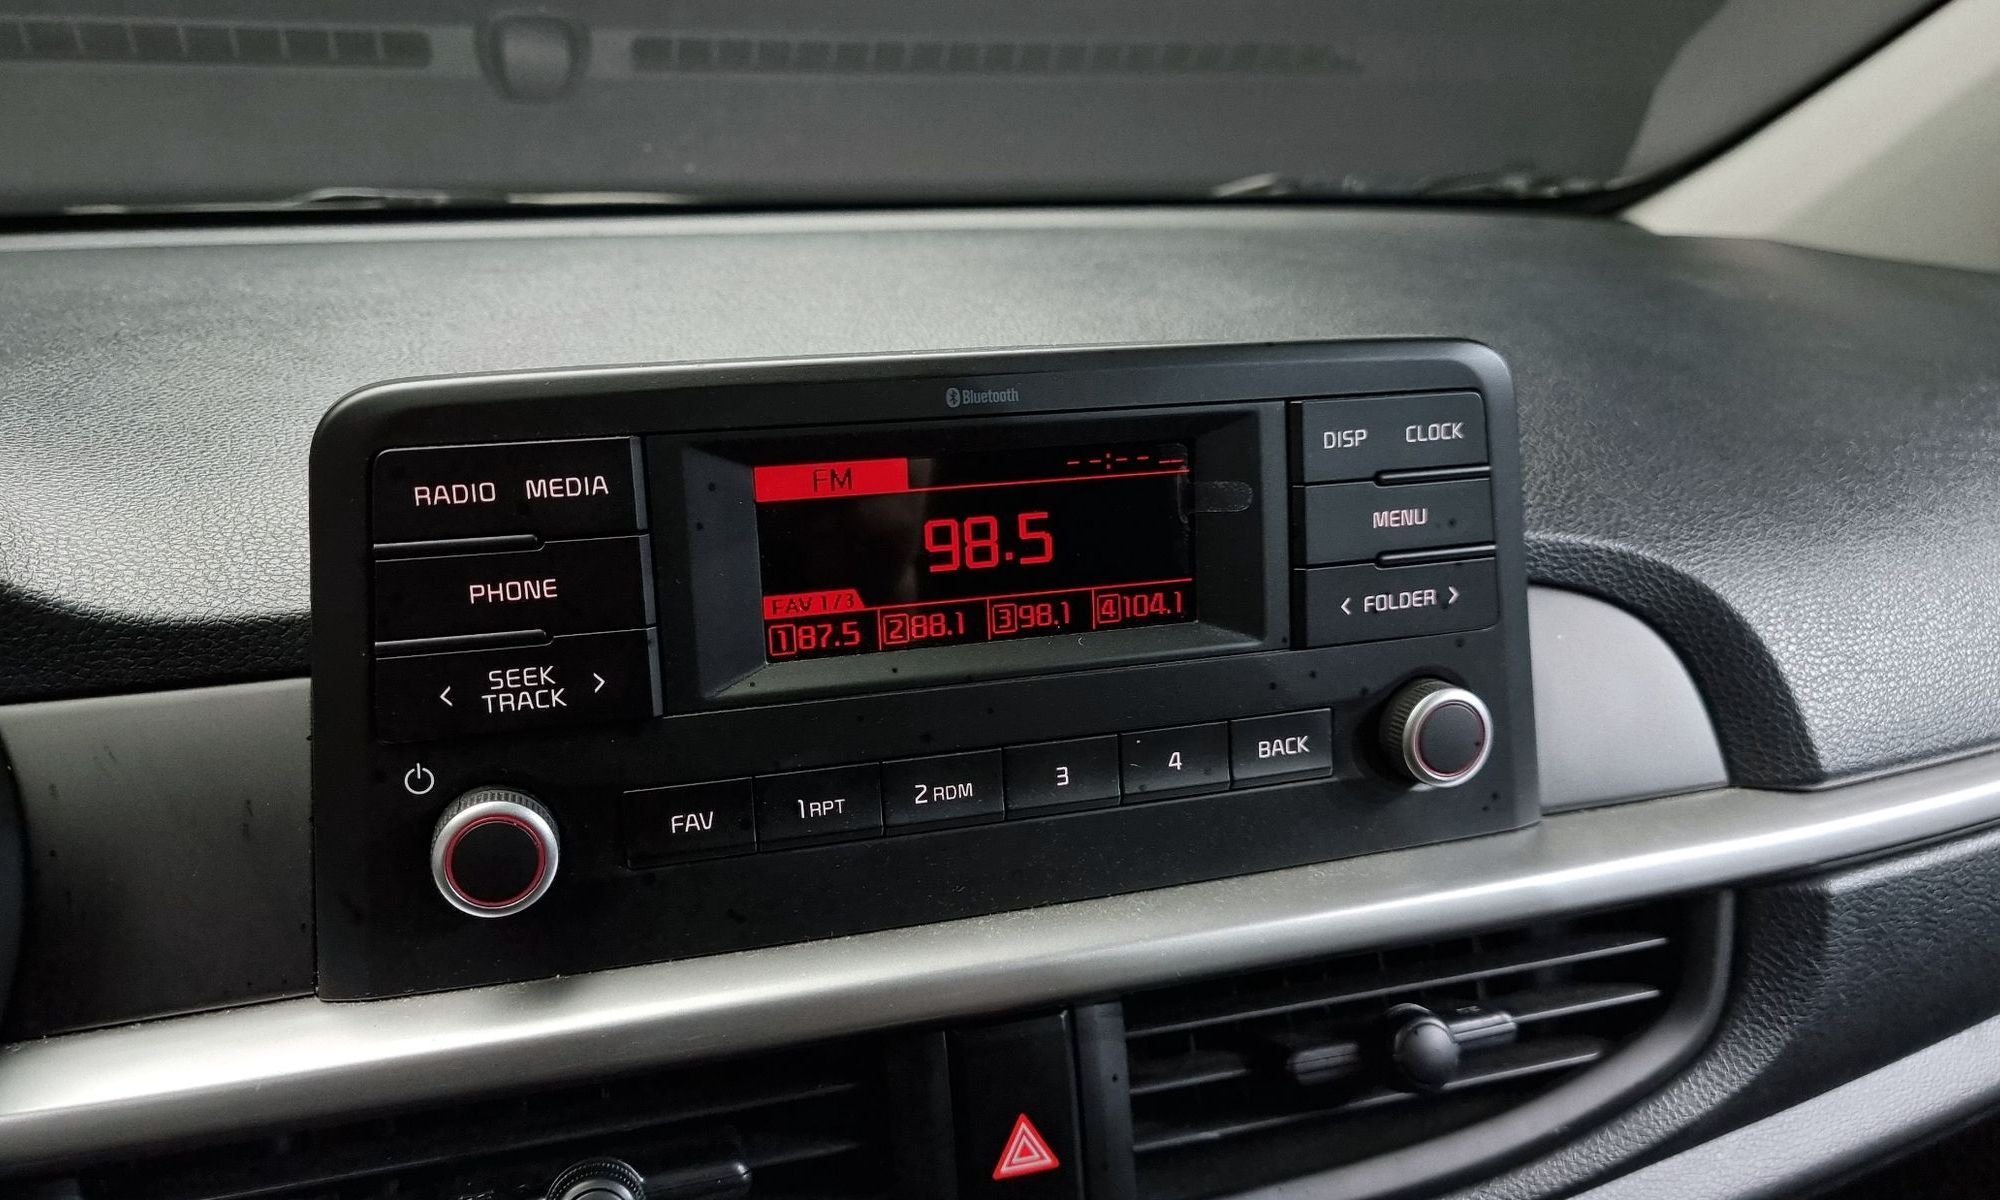 Bluetooth
RADIO MEDIA
PHONE
< SEEK TRACK >
FM --:-- --
98.5
FAV 1/3
1 87.5 2 88.1 3 98.1 4 104.1
DISP CLOCK
MENU
< FOLDER >
FAV 1 RPT 2 RDM 3 4 BACK